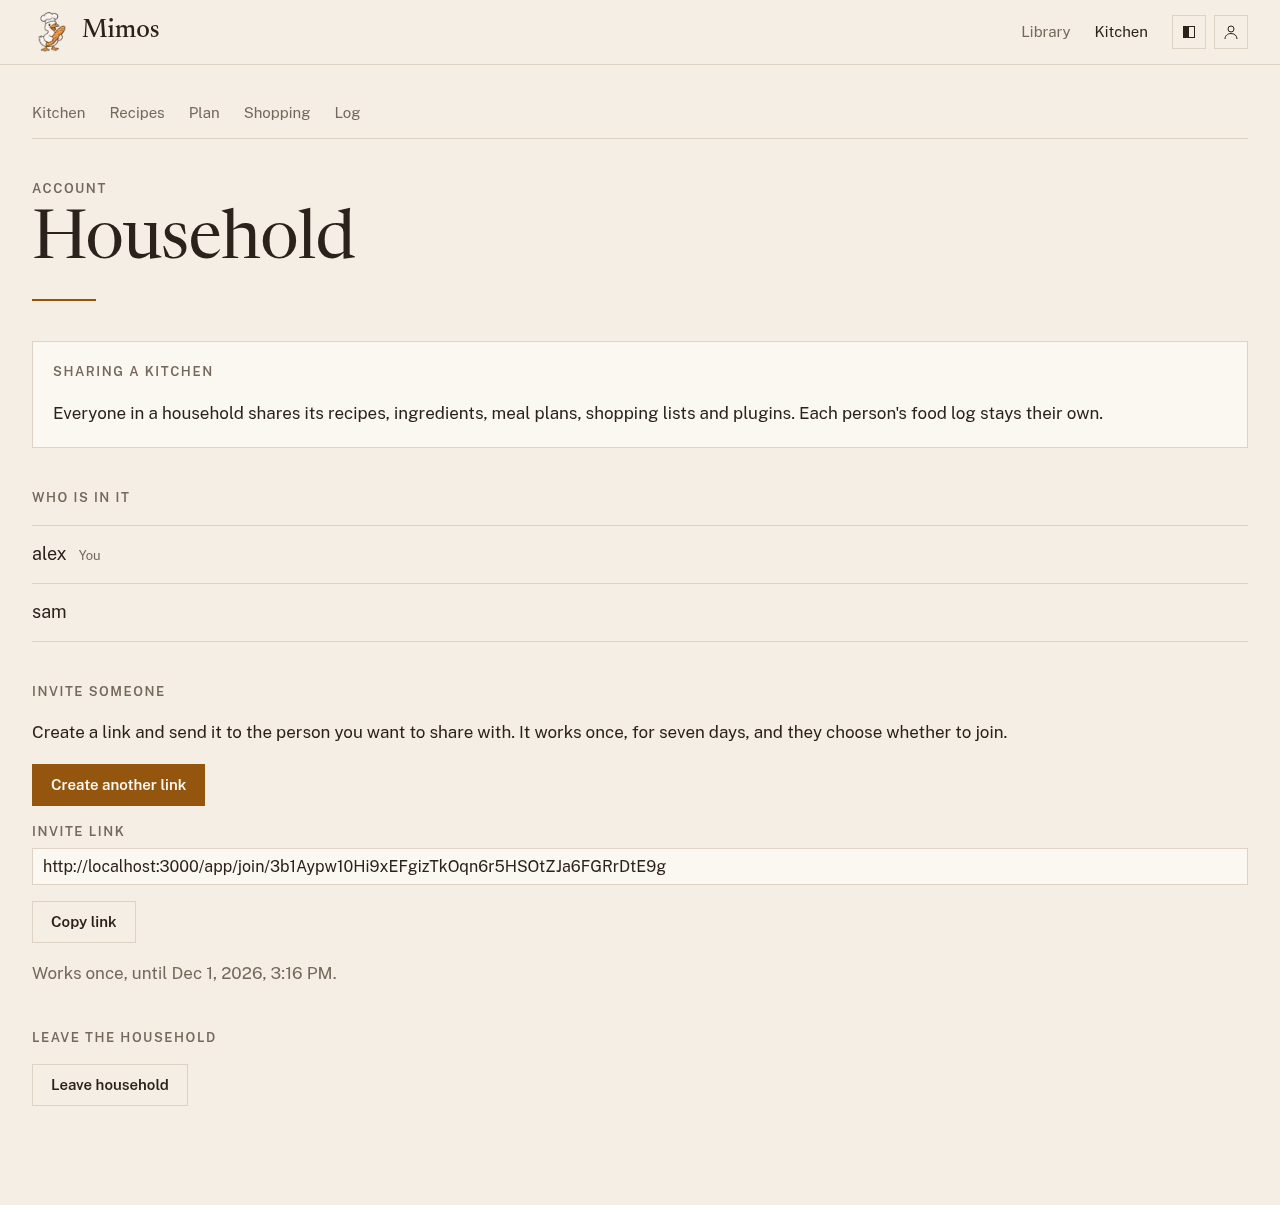 Mimos
Library Kitchen
Kitchen Recipes Plan Shopping Log
ACCOUNT
Household
SHARING A KITCHEN
Everyone in a household shares its recipes, ingredients, meal plans, shopping lists and plugins. Each person's food log stays their own.
WHO IS IN IT
alex You
sam
INVITE SOMEONE
Create a link and send it to the person you want to share with. It works once, for seven days, and they choose whether to join.
Create another link
INVITE LINK
http://localhost:3000/app/join/3b1Aypw10Hi9xEFgizTkOqn6r5HSOtZJa6FGRrDtE9g
Copy link
Works once, until Dec 1, 2026, 3:16 PM.
LEAVE THE HOUSEHOLD
Leave household